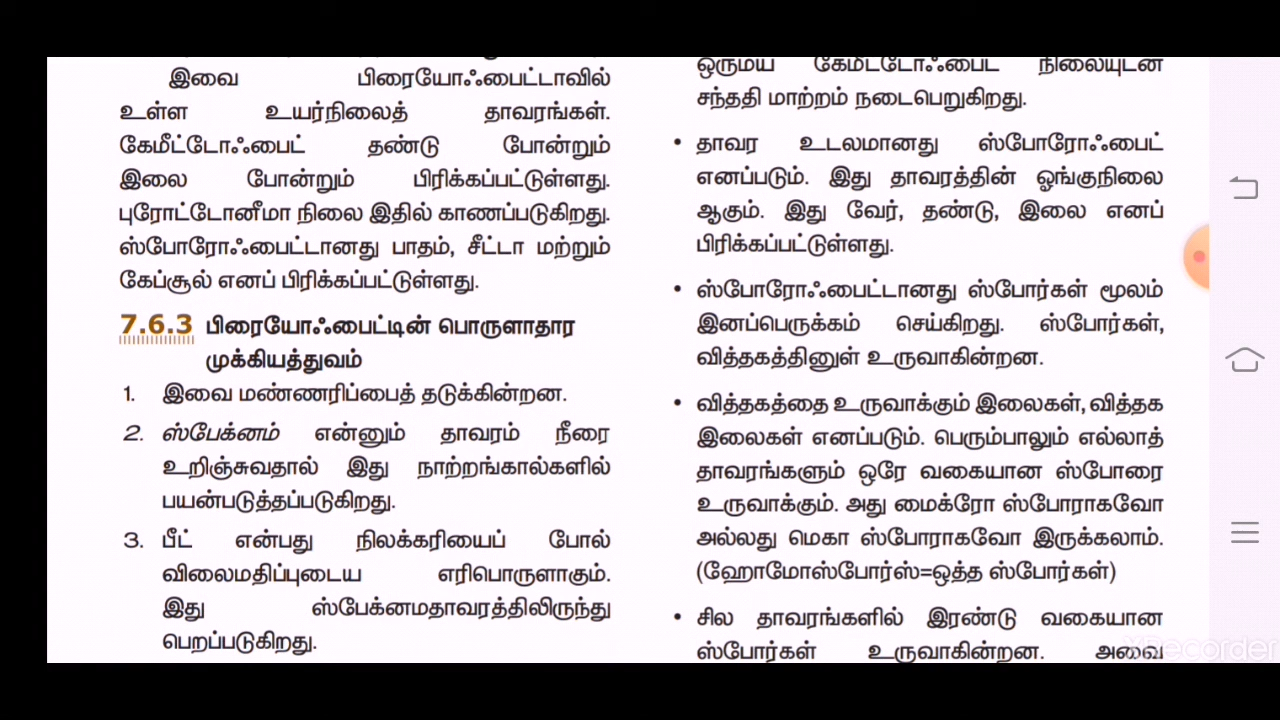 இவை பிரையோஃபைட்டாவில்
உள்ள உயர்நிலைத் தாவரங்கள்.
கேமீட்டோஃபைட் தண்டு போன்றும்
இலை போன்றும் பிரிக்கப்பட்டுள்ளது.
புரோட்டோனீமா நிலை இதில் காணப்படுகிறது.
ஸ்போரோஃபைட்டானது பாதம், சீட்டா மற்றும்
கேப்சூல் எனப் பிரிக்கப்பட்டுள்ளது.
7.6.3 பிரையோஃபைட்டின் பொருளாதார
முக்கியத்துவம்
1. இவை மண்ணரிப்பைத் தடுக்கின்றன.
2. ஸ்பேக்னம் என்னும் தாவரம் நீரை
உறிஞ்சுவதால் இது நாற்றங்கால்களில்
பயன்படுத்தப்படுகிறது.
3. பீட் என்பது நிலக்கரியைப் போல்
விலைமதிப்புடைய எரிபொருளாகும்.
இது ஸ்பேக்னமதாவரத்திலிருந்து
பெறப்படுகிறது.
ஒருமய கேமீட்டோஃபைட் நிலையுடன்
சந்ததி மாற்றம் நடைபெறுகிறது.
• தாவர உடலமானது ஸ்போரோஃபைட்
எனப்படும். இது தாவரத்தின் ஓங்குநிலை
ஆகும். இது வேர், தண்டு, இலை எனப்
பிரிக்கப்பட்டுள்ளது.
• ஸ்போரோஃபைட்டானது ஸ்போர்கள் மூலம்
இனப்பெருக்கம் செய்கிறது. ஸ்போர்கள்,
வித்தகத்தினுள் உருவாகின்றன.
• வித்தகத்தை உருவாக்கும் இலைகள், வித்தக
இலைகள் எனப்படும். பெரும்பாலும் எல்லாத்
தாவரங்களும் ஒரே வகையான ஸ்போரை
உருவாக்கும். அது மைக்ரோ ஸ்போராகவோ
அல்லது மெகா ஸ்போராகவோ இருக்கலாம்.
(ஹோமோஸ்போர்ஸ்=ஒத்த ஸ்போர்கள்)
• சில தாவரங்களில் இரண்டு வகையான
ஸ்போர்கள் உருவாகின்றன. அவை
XRecorder